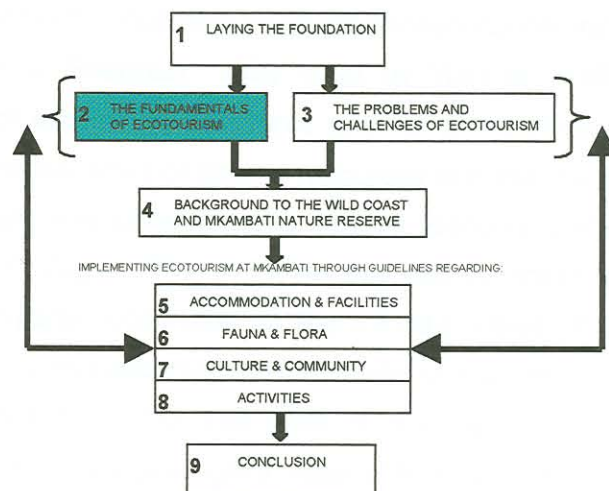 1 LAYING THE FOUNDATION
2 THE FUNDAMENTALS
OF ECOTOURISM
3 THE PROBLEMS AND
CHALLENGES OF ECOTOURISM
4 BACKGROUND TO THE WILD COAST
AND MKAMBATI NATURE RESERVE
IMPLEMENTING ECOTOURISM AT MKAMBATI THROUGH GUIDELINES REGARDING:
5 ACCOMMODATION & FACILITIES
6 FAUNA & FLORA
7 CULTURE & COMMUNITY
8 ACTIVITIES
9 CONCLUSION